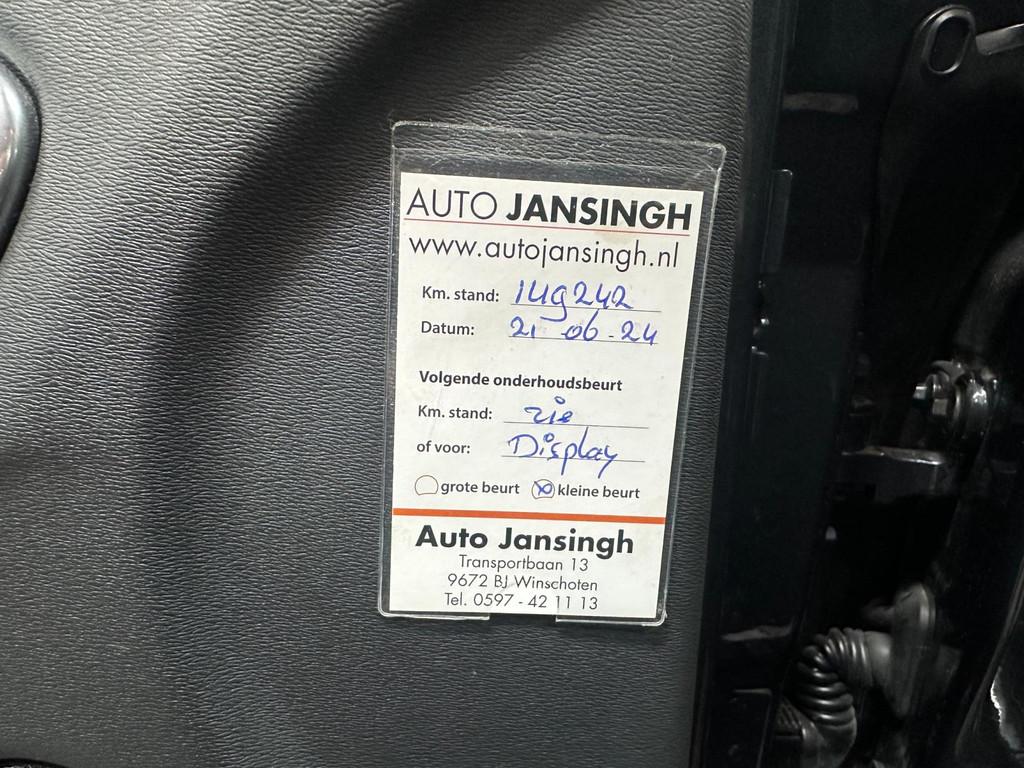 AUTO JANSINGH
www.autojansingh.nl
Km. stand: 149242
Datum: 21-06-24
Volgende onderhoudsbeurt
Km. stand: zie
of voor: Display
grote beurt kleine beurt
Auto Jansingh
Transportbaan 13
9672 BJ Winschoten
Tel. 0597 - 42 11 13